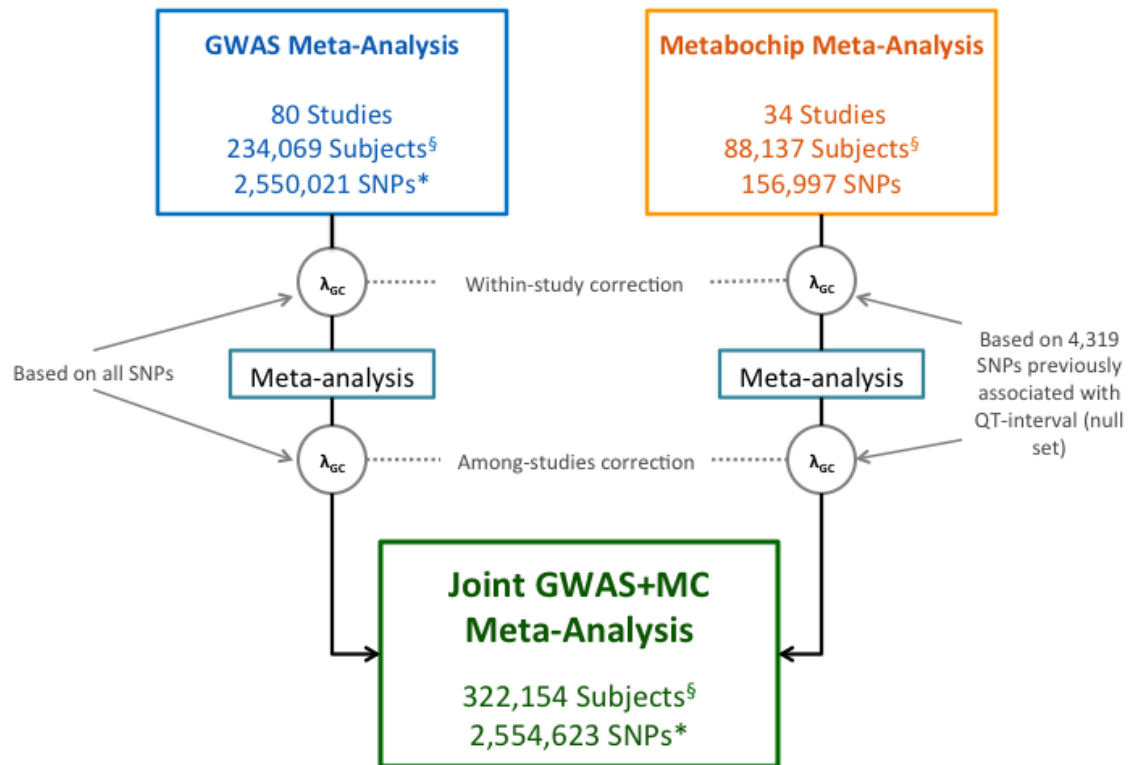 GWAS Meta-Analysis
80 Studies
234,069 Subjects§
2,550,021 SNPs*
Metabochip Meta-Analysis
34 Studies
88,137 Subjects§
156,997 SNPs
λGC
Within-study correction
λGC
Based on all SNPs
Meta-analysis
Meta-analysis
Based on 4,319
SNPs previously
associated with
QT-interval (null
set)
λGC
Among-studies correction
λGC
Joint GWAS+MC
Meta-Analysis
322,154 Subjects§
2,554,623 SNPs*